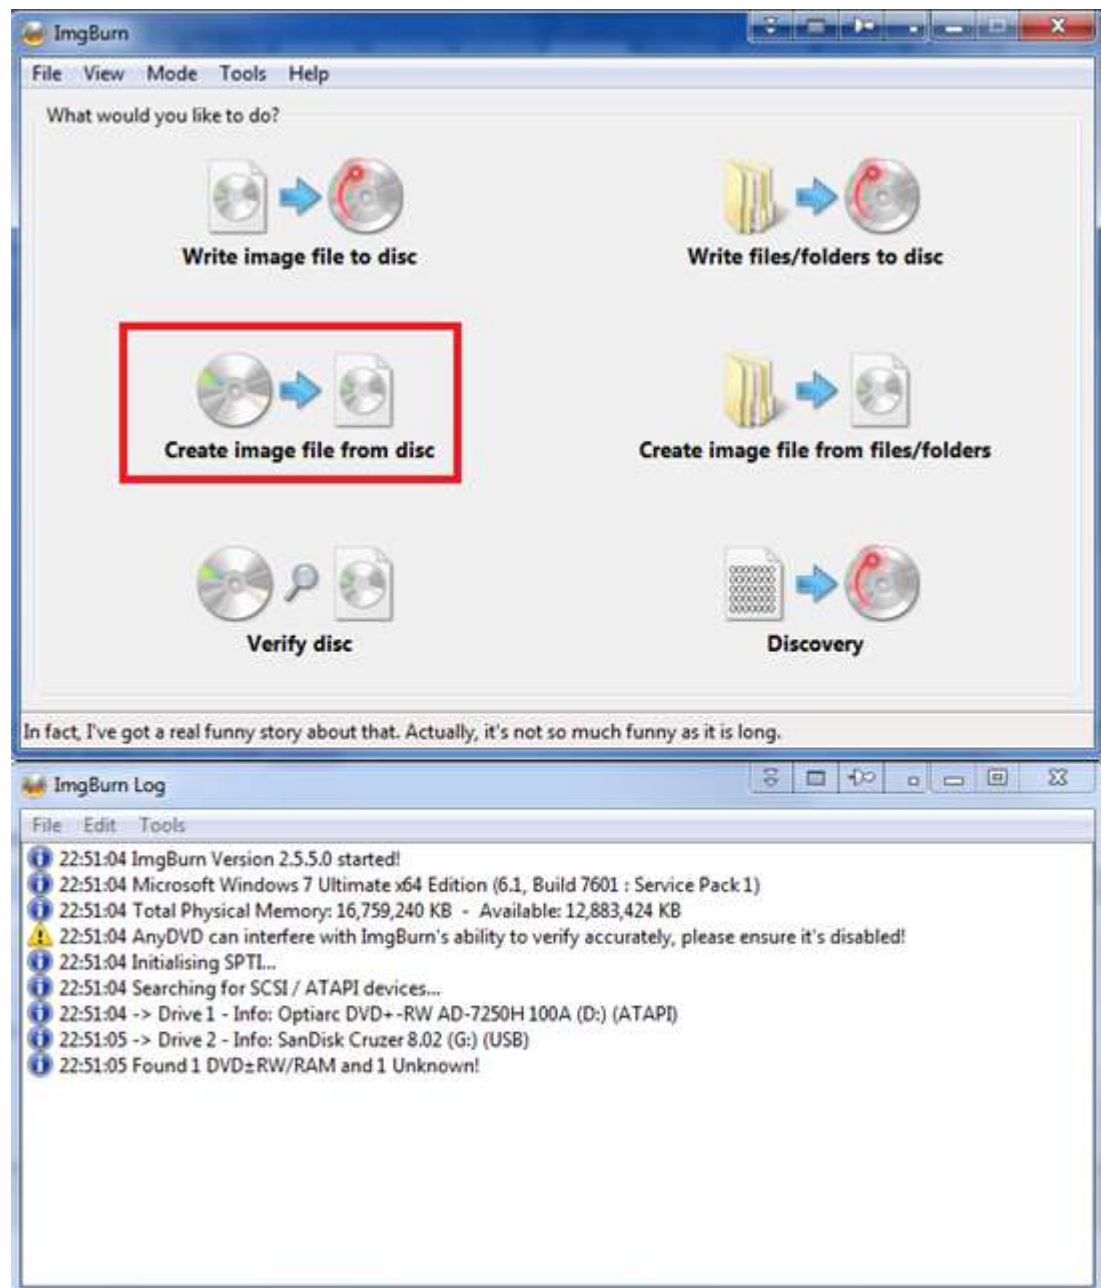 ImgBurn
File View Mode Tools Help
What would you like to do?
Write image file to disc
Write files/folders to disc
Create image file from disc
Create image file from files/folders
Verify disc
Discovery
In fact, I've got a real funny story about that. Actually, it's not so much funny as it is long.
ImgBurn Log
File Edit Tools
22:51:04 ImgBurn Version 2.5.5.0 started!
22:51:04 Microsoft Windows 7 Ultimate x64 Edition (6.1, Build 7601 : Service Pack 1)
22:51:04 Total Physical Memory: 16,759,240 KB - Available: 12,883,424 KB
22:51:04 AnyDVD can interfere with ImgBurn's ability to verify accurately, please ensure it's disabled!
22:51:04 Initialising SPTI...
22:51:04 Searching for SCSI / ATAPI devices...
22:51:04 -> Drive 1 - Info: Optiarc DVD+-RW AD-7250H 100A (D:) (ATAPI)
22:51:05 -> Drive 2 - Info: SanDisk Cruzer 8.02 (G:) (USB)
22:51:05 Found 1 DVD±RW/RAM and 1 Unknown!